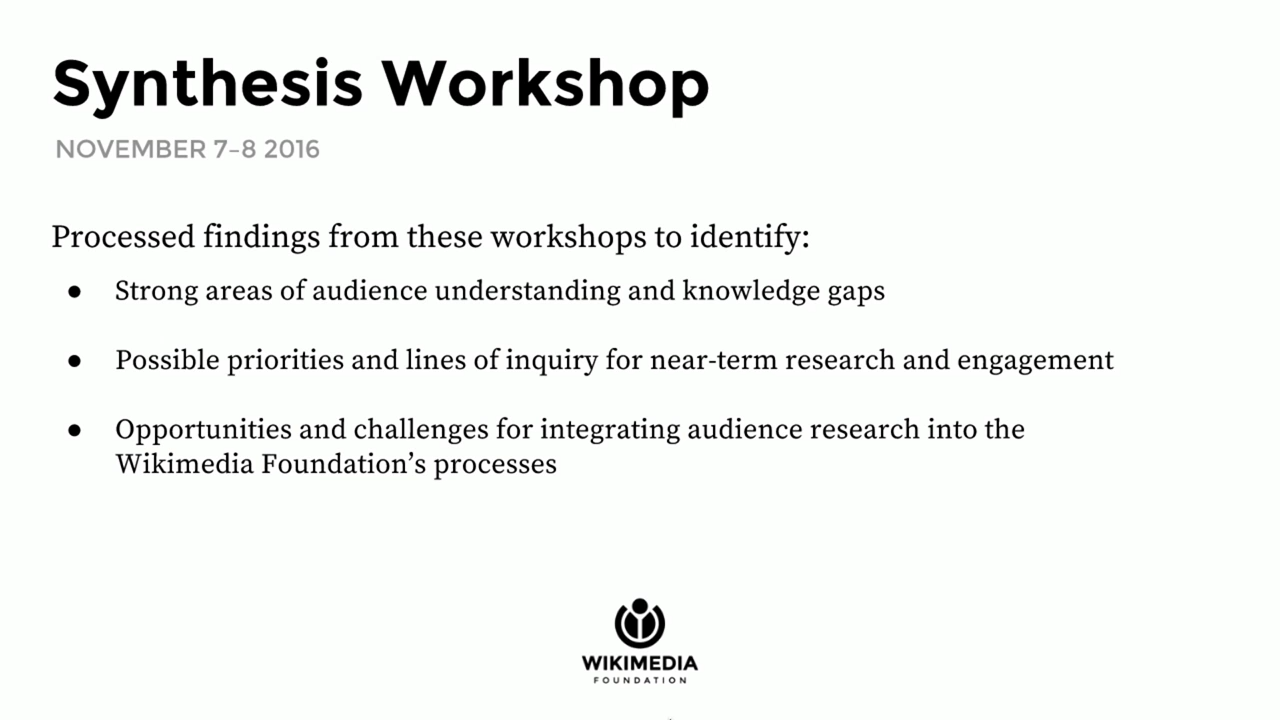 Synthesis Workshop
NOVEMBER 7–8 2016
Processed findings from these workshops to identify:
● Strong areas of audience understanding and knowledge gaps
● Possible priorities and lines of inquiry for near-term research and engagement
● Opportunities and challenges for integrating audience research into the
Wikimedia Foundation’s processes
WIKIMEDIA
FOUNDATION